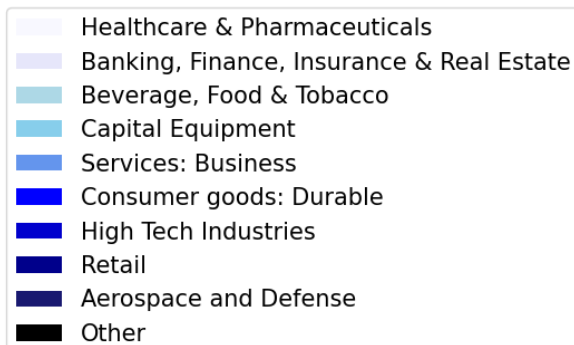 Healthcare & Pharmaceuticals
Banking, Finance, Insurance & Real Estate
Beverage, Food & Tobacco
Capital Equipment
Services: Business
Consumer goods: Durable
High Tech Industries
Retail
Aerospace and Defense
Other